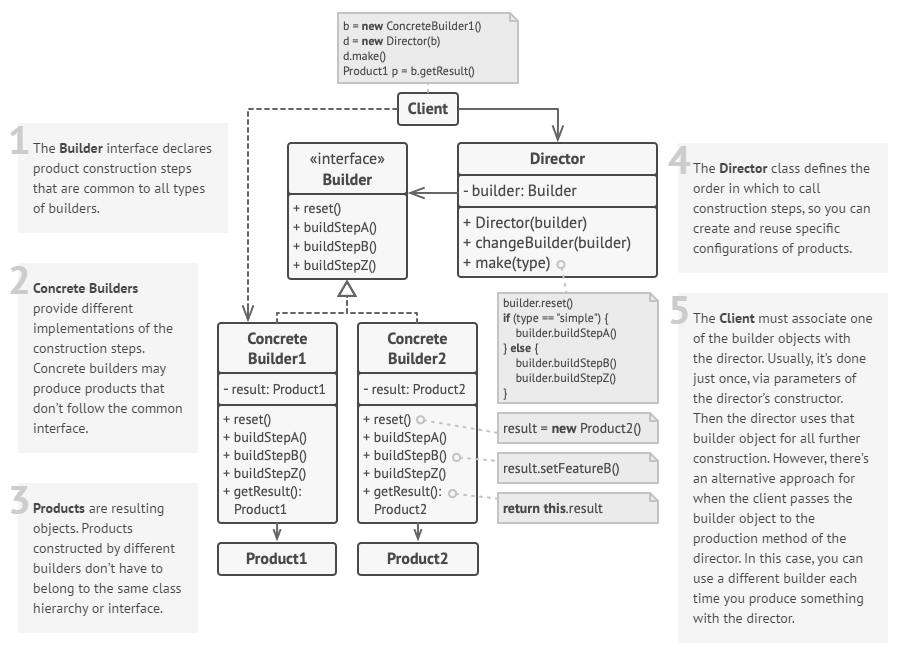 b = new ConcreteBuilder1()
d = new Director(b)
d.make()
Product1 p = b.getResult()
Client
1
The Builder interface declares
product construction steps
that are common to all types
of builders.
«interface»
Builder
+ reset()
+ buildStepA()
+ buildStepB()
+ buildStepZ()
Director
- builder: Builder
+ Director(builder)
+ changeBuilder(builder)
+ make(type)
4
The Director class defines the
order in which to call
construction steps, so you can
create and reuse specific
configurations of products.
2
Concrete Builders
provide different
implementations of the
construction steps.
Concrete builders may
produce products that
don’t follow the common
interface.
Concrete
Builder1
- result: Product1
+ reset()
+ buildStepA()
+ buildStepB()
+ buildStepZ()
+ getResult():
Product1
Concrete
Builder2
- result: Product2
+ reset()
+ buildStepA()
+ buildStepB()
+ buildStepZ()
+ getResult():
Product2
builder.reset()
if (type == "simple") {
builder.buildStepA()
} else {
builder.buildStepB()
builder.buildStepZ()
}
result = new Product2()
result.setFeatureB()
return this.result
5
The Client must associate one
of the builder objects with
the director. Usually, it’s done
just once, via parameters of
the director’s constructor.
Then the director uses that
builder object for all further
construction. However, there’s
an alternative approach for
when the client passes the
builder object to the
production method of the
director. In this case, you can
use a different builder each
time you produce something
with the director.
3
Products are resulting
objects. Products
constructed by different
builders don’t have to
belong to the same class
hierarchy or interface.
Product1
Product2